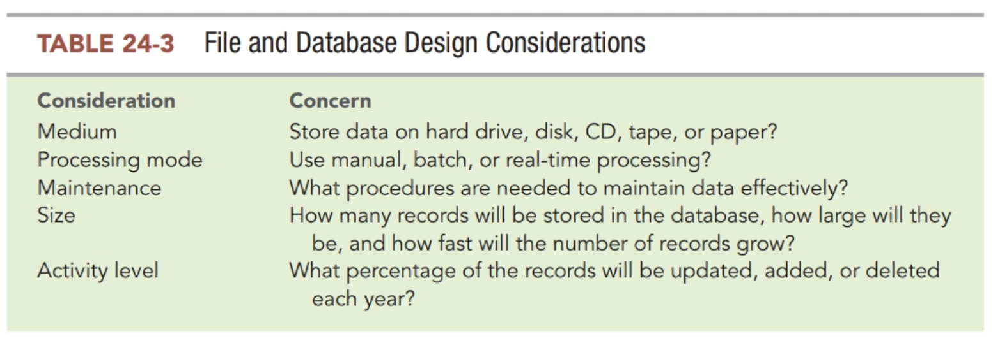 TABLE 24-3 File and Database Design Considerations
Consideration Concern
Medium Store data on hard drive, disk, CD, tape, or paper?
Processing mode Use manual, batch, or real-time processing?
Maintenance What procedures are needed to maintain data effectively?
Size How many records will be stored in the database, how large will they
be, and how fast will the number of records grow?
Activity level What percentage of the records will be updated, added, or deleted
each year?